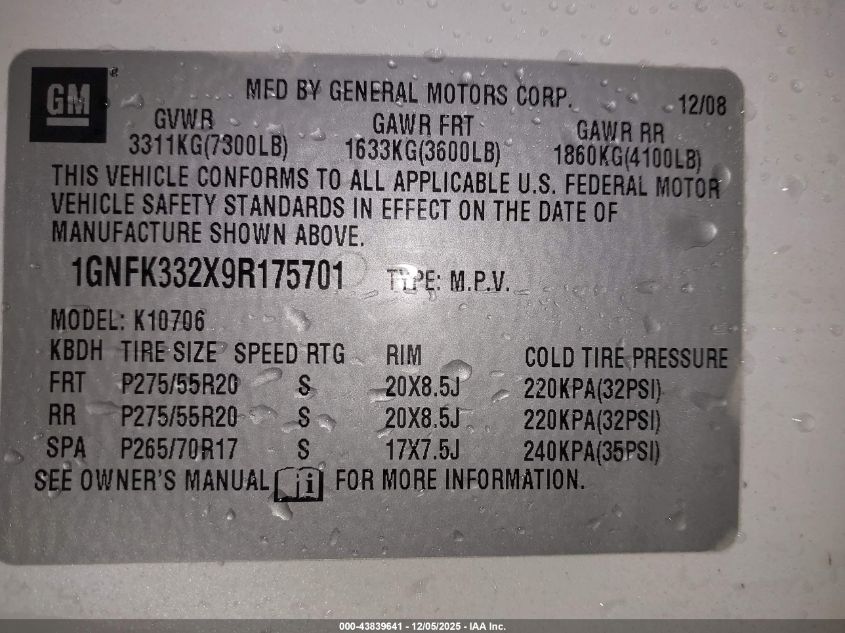 GM
MFD BY GENERAL MOTORS CORP. 12/08
GVWR GAWR FRT GAWR RR
3311KG(7300LB) 1633KG(3600LB) 1860KG(4100LB)
THIS VEHICLE CONFORMS TO ALL APPLICABLE U.S. FEDERAL MOTOR
VEHICLE SAFETY STANDARDS IN EFFECT ON THE DATE OF
MANUFACTURE SHOWN ABOVE.
1GNFK332X9R175701 TYPE: M.P.V.
MODEL: K10706
KBDH TIRE SIZE SPEED RTG RIM COLD TIRE PRESSURE
FRT P275/55R20 S 20X8.5J 220KPA(32PSI)
RR P275/55R20 S 20X8.5J 220KPA(32PSI)
SPA P265/70R17 S 17X7.5J 240KPA(35PSI)
SEE OWNER'S MANUAL i FOR MORE INFORMATION.
000-43839641 - 12/05/2025 - IAA Inc.